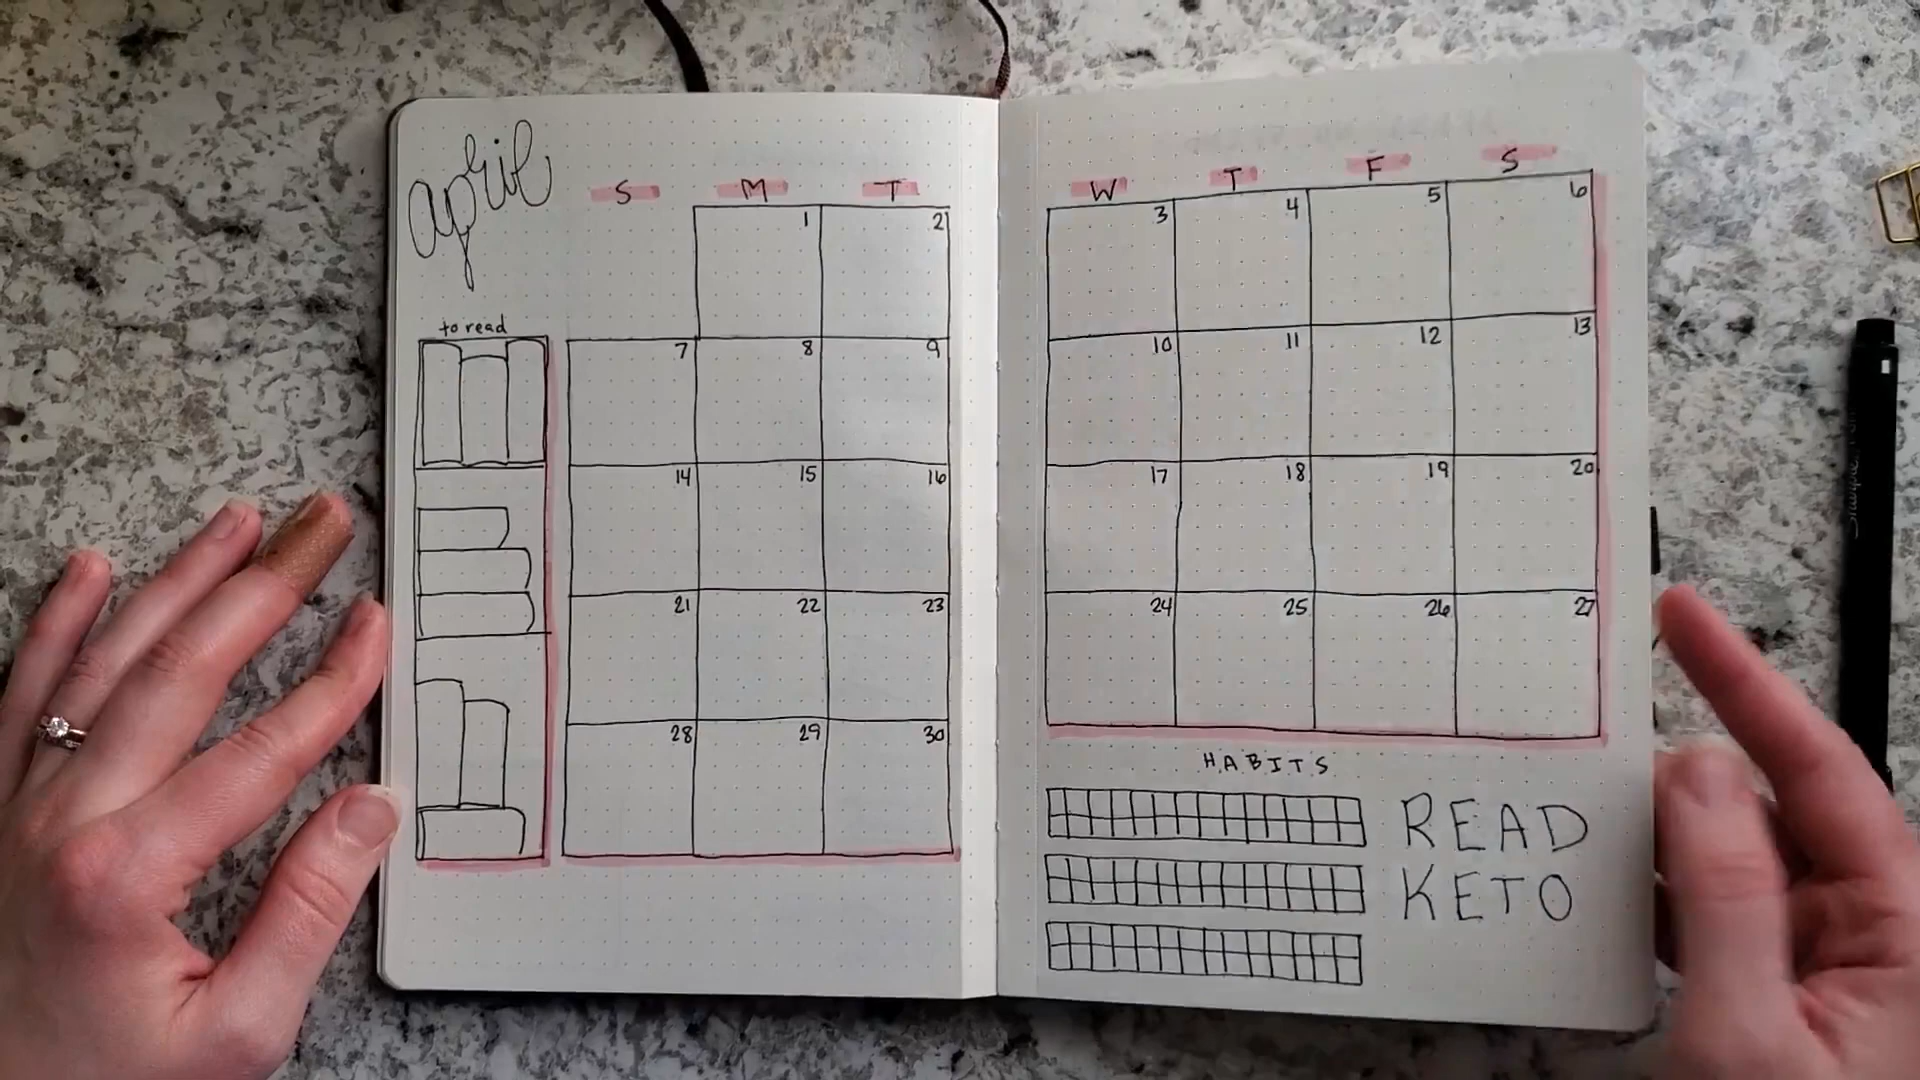 april
S M T W T F S
1 2 3 4 5 6
to read
7 8 9 10 11 12 13
14 15 16 17 18 19 20
21 22 23 24 25 26 27
28 29 30
HABITS
READ
KETO